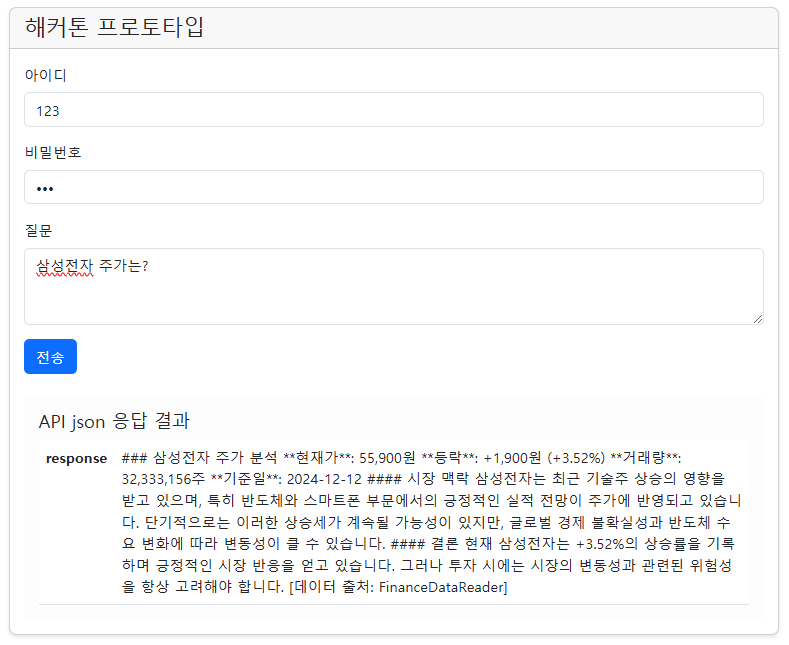 해커톤 프로토타입
아이디
123
비밀번호
•••
질문
삼성전자 주가는?
전송
API json 응답 결과
response ### 삼성전자 주가 분석 **현재가**: 55,900원 **등락**: +1,900원 (+3.52%) **거래량**:
32,333,156주 **기준일**: 2024-12-12 #### 시장 맥락 삼성전자는 최근 기술주 상승의 영향을
받고 있으며, 특히 반도체와 스마트폰 부문에서의 긍정적인 실적 전망이 주가에 반영되고 있습니
다. 단기적으로는 이러한 상승세가 계속될 가능성이 있지만, 글로벌 경제 불확실성과 반도체 수
요 변화에 따라 변동성이 클 수 있습니다. #### 결론 현재 삼성전자는 +3.52%의 상승률을 기록
하며 긍정적인 시장 반응을 얻고 있습니다. 그러나 투자 시에는 시장의 변동성과 관련된 위험성
을 항상 고려해야 합니다. [데이터 출처: FinanceDataReader]